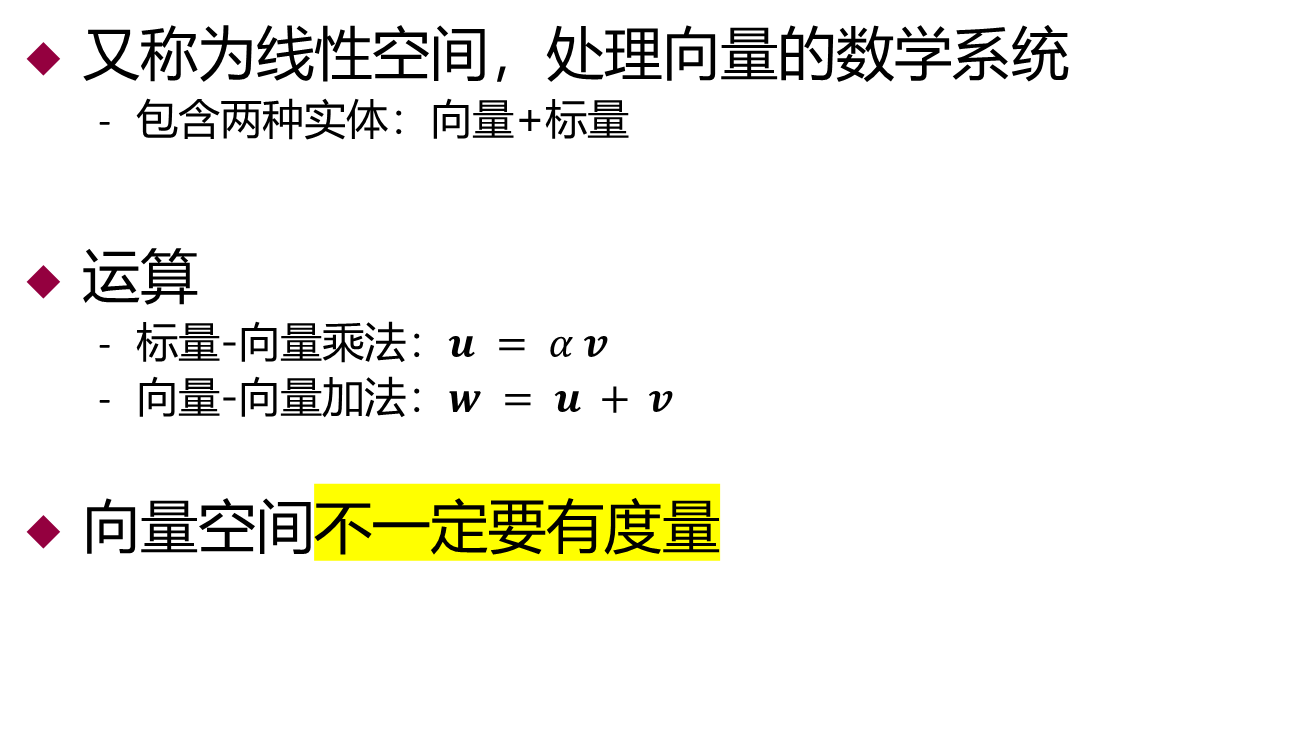 ◆ 又称为线性空间，处理向量的数学系统
- 包含两种实体：向量+标量
◆ 运算
- 标量-向量乘法：u = α v
- 向量-向量加法：w = u + v
◆ 向量空间不一定要有度量